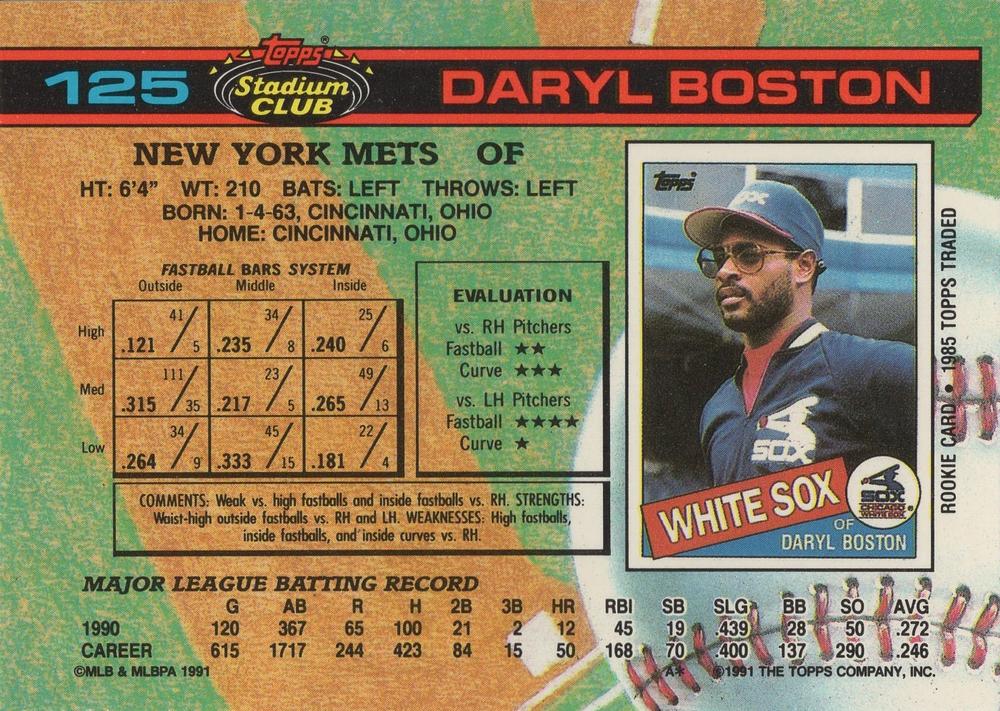 125
Topps®
Stadium
CLUB
DARYL BOSTON
NEW YORK METS OF
HT: 6'4" WT: 210 BATS: LEFT THROWS: LEFT
BORN: 1-4-63, CINCINNATI, OHIO
HOME: CINCINNATI, OHIO
FASTBALL BARS SYSTEM
Outside Middle Inside
High .121 41/5 .235 34/8 .240 25/6
Med .315 111/35 .217 23/5 .265 49/13
Low .264 34/9 .333 45/15 .181 22/4
EVALUATION
vs. RH Pitchers
Fastball ★★
Curve ★★★
vs. LH Pitchers
Fastball ★★★★
Curve ★
COMMENTS: Weak vs. high fastballs and inside fastballs vs. RH. STRENGTHS:
Waist-high outside fastballs vs. RH and LH. WEAKNESSES: High fastballs,
inside fastballs, and inside curves vs. RH.
Topps
SOX
SOX
WHITE SOX
SOX
CHICAGO
WHITE SOX
OF
DARYL BOSTON
ROOKIE CARD • 1985 TOPPS TRADED
MAJOR LEAGUE BATTING RECORD
G AB R H 2B 3B HR RBI SB SLG BB SO AVG
1990 120 367 65 100 21 2 12 45 19 .439 28 50 .272
CAREER 615 1717 244 423 84 15 50 168 70 .400 137 290 .246
©MLB & MLBPA 1991 A* ©1991 THE TOPPS COMPANY, INC.